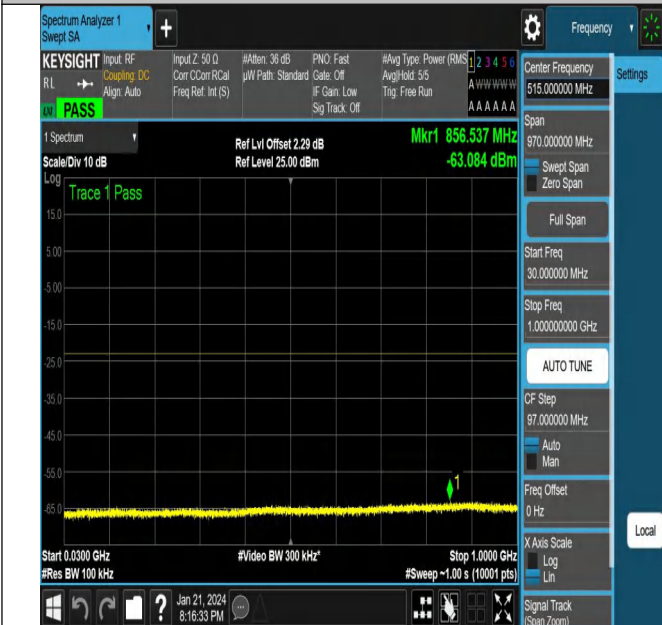 Spectrum Analyzer 1
Swept SA
+
Frequency
KEYSIGHT
RL
Input: RF
Coupling: DC
Align: Auto
Input Z: 50 Ω
Corr CCorr RCal
Freq Ref: Int (S)
#Atten: 36 dB
µW Path: Standard
PNO: Fast
Gate: Off
IF Gain: Low
Sig Track: Off
#Avg Type: Power (RMS
Avg|Hold: 5/5
Trig: Free Run
1 2 3 4 5 6
A W W W W W
A A A A A A
PASS
1 Spectrum
Scale/Div 10 dB
Ref Lvl Offset 2.29 dB
Ref Level 25.00 dBm
Mkr1 856.537 MHz
-63.084 dBm
Log
Trace 1 Pass
15.0
5.00
-5.00
-15.0
-25.0
-35.0
-45.0
-55.0
-65.0
1
Start 0.0300 GHz
#Res BW 100 kHz
#Video BW 300 kHz*
Stop 1.0000 GHz
#Sweep ~1.00 s (10001 pts)
Jan 21, 2024
8:16:33 PM
?
Center Frequency
515.000000 MHz
Settings
Span
970.000000 MHz
Swept Span
Zero Span
Full Span
Start Freq
30.000000 MHz
Stop Freq
1.000000000 GHz
AUTO TUNE
CF Step
97.000000 MHz
Auto
Man
Freq Offset
0 Hz
Local
X Axis Scale
Log
Lin
Signal Track
(Span Zoom)